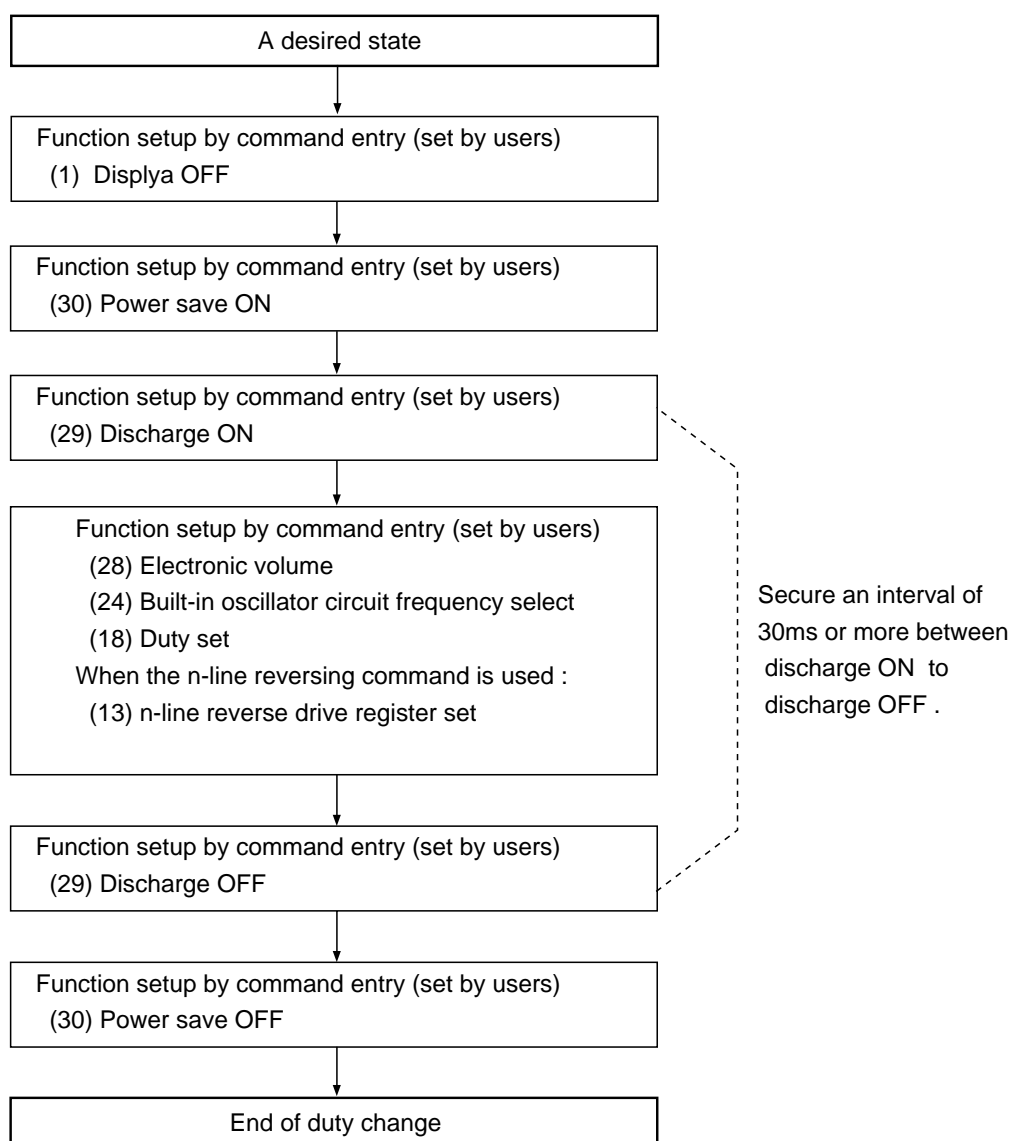 A desired state
Function setup by command entry (set by users)
(1) Displya OFF
Function setup by command entry (set by users)
(30) Power save ON
Function setup by command entry (set by users)
(29) Discharge ON
Function setup by command entry (set by users)
(28) Electronic volume
(24) Built-in oscillator circuit frequency select
(18) Duty set
When the n-line reversing command is used :
(13) n-line reverse drive register set
Secure an interval of
30ms or more between
discharge ON to
discharge OFF .
Function setup by command entry (set by users)
(29) Discharge OFF
Function setup by command entry (set by users)
(30) Power save OFF
End of duty change